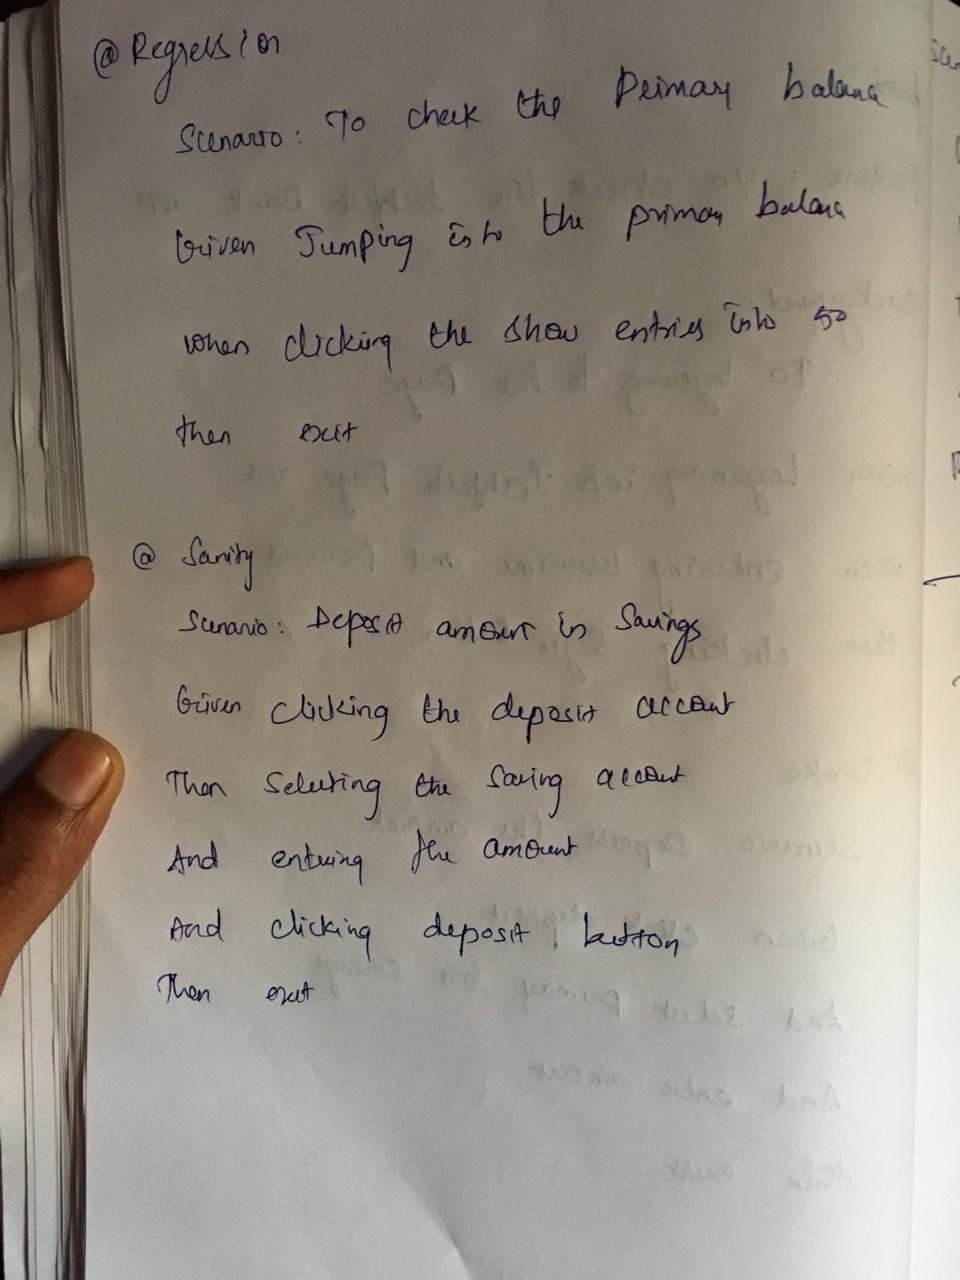 @Regression
Scenario: To check the Primary balance
Given Jumping into the primary balance
when clicking the show entries into 50
then exit
@ Sanity
Scenario: Deposit amount in Savings
Given clicking the deposit account
Then Selecting the Saving account
And entering the amount
And clicking deposit button
Then exit